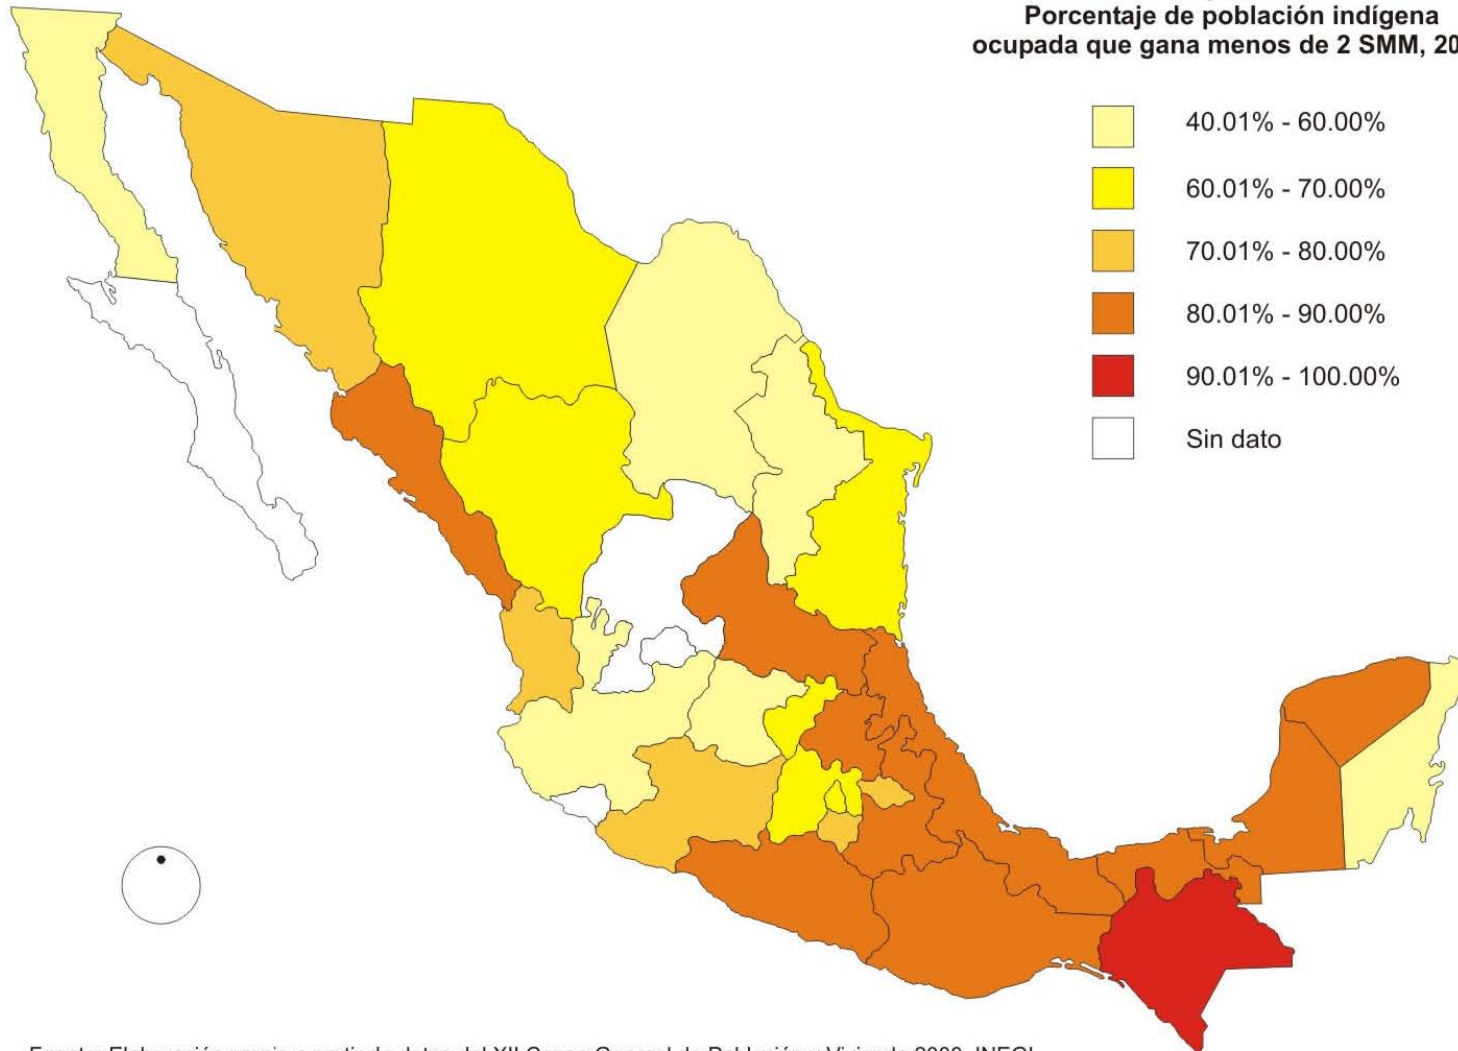 Porcentaje de población indígena
ocupada que gana menos de 2 SMM, 20
40.01% - 60.00%
60.01% - 70.00%
70.01% - 80.00%
80.01% - 90.00%
90.01% - 100.00%
Sin dato